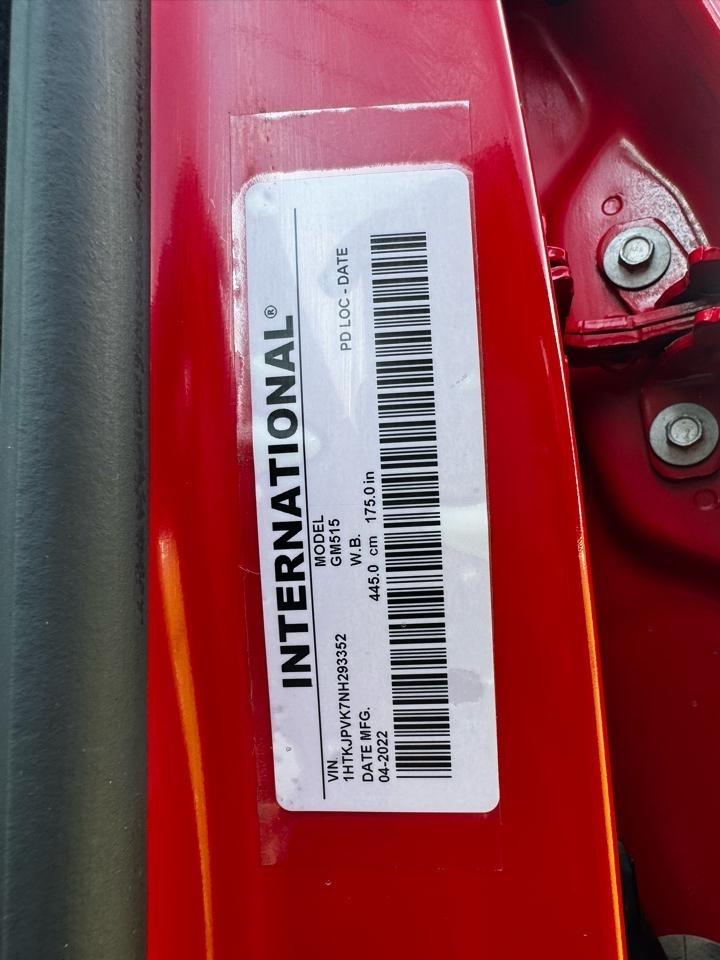 INTERNATIONAL®
VIN MODEL
1HTKJPVK7NH293352 GM515
DATE MFG. W.B. PD LOC - DATE
04-2022 445.0 cm 175.0 in